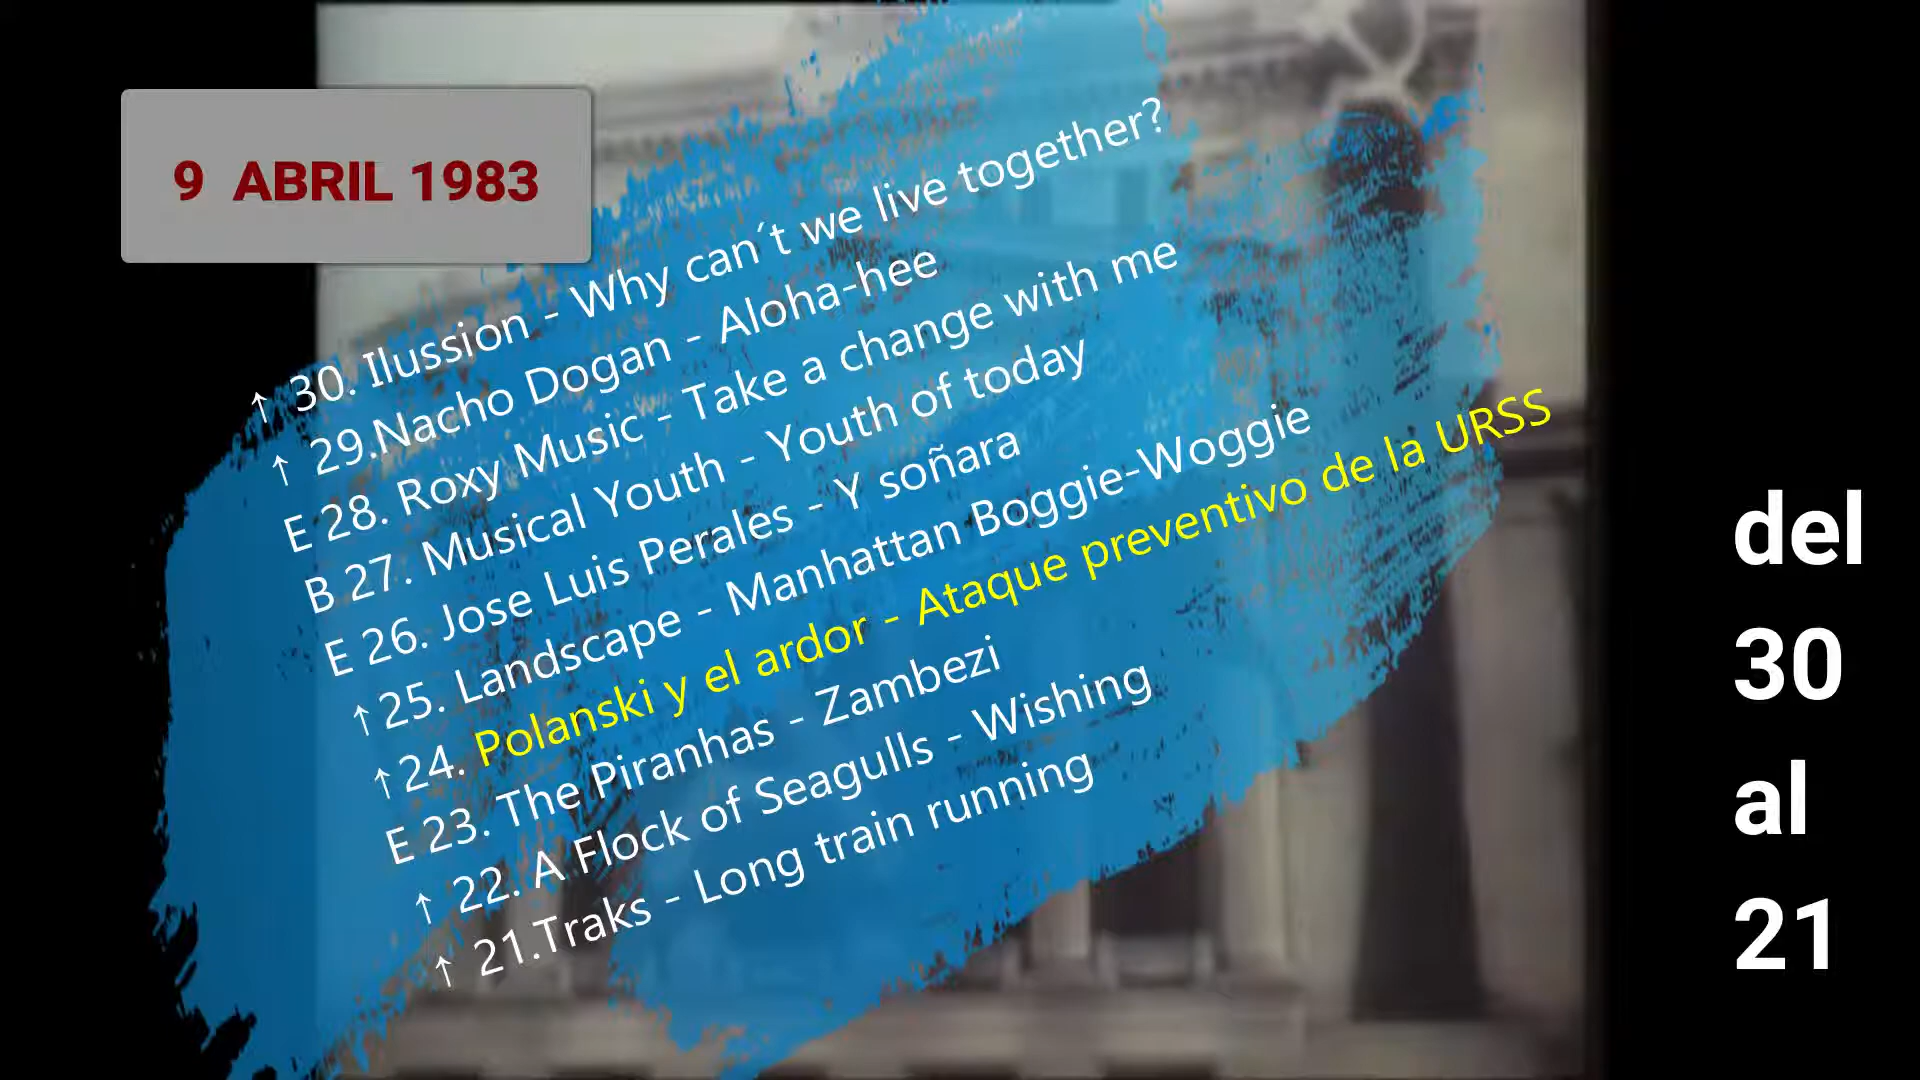 9 ABRIL 1983
↑ 30. Ilussion - Why can´t we live together?
↑ 29.Nacho Dogan - Aloha-hee
E 28. Roxy Music - Take a change with me
B 27. Musical Youth - Youth of today
E 26. Jose Luis Perales - Y soñara
↑25. Landscape - Manhattan Boggie-Woggie
↑24. Polanski y el ardor - Ataque preventivo de la URSS
E 23. The Piranhas - Zambezi
↑ 22. A Flock of Seagulls - Wishing
↑ 21.Traks - Long train running
del
30
al
21